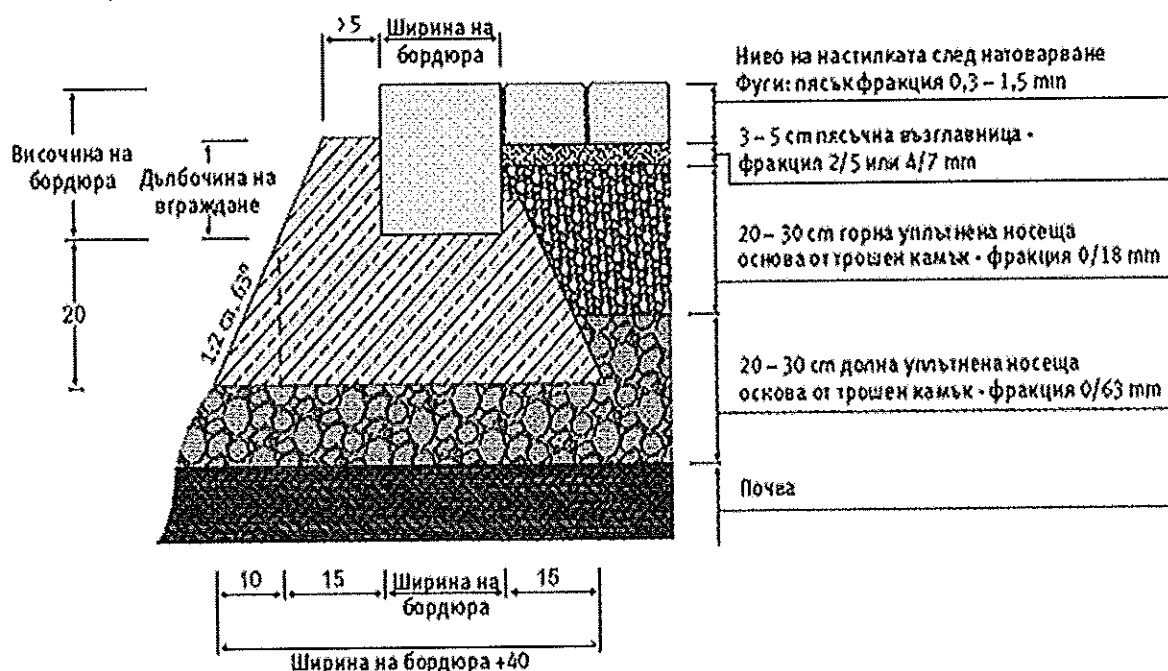 >5
Ширина на
бордюра
Ниво на настилката след натоварване
Фуги: пясък фракция 0,3 – 1,5 mm
3 – 5 cm пясъчна възглавница -
фракция 2/5 или 4/7 mm
Височина на
бордюра
Дълбочина на
вграждане
20 – 30 cm горна уплътнена носеща
основа от трошен камък - фракция 0/18 mm
20
1:2 ст. 63°
20 – 30 cm долна уплътнена носеща
основа от трошен камък - фракция 0/63 mm
Почва
10
15
Ширина на
бордюра
15
Ширина на бордюра +40